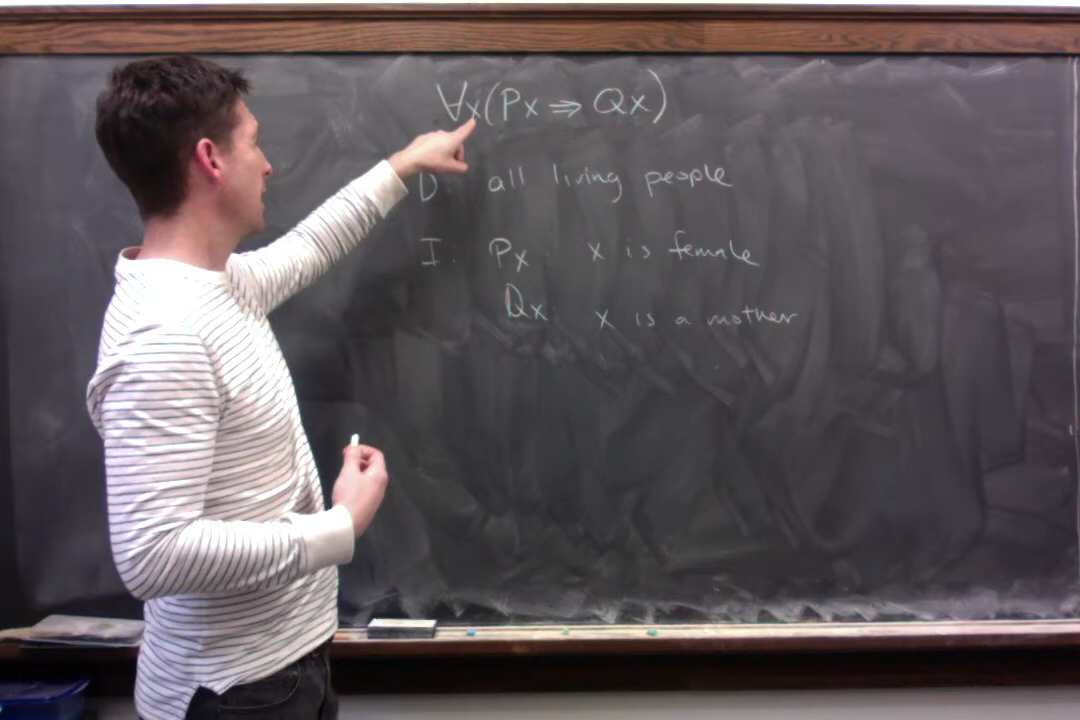 ∀x(Px ⇒ Qx)
D: all living people
I: Px: x is female
Qx: x is a mother